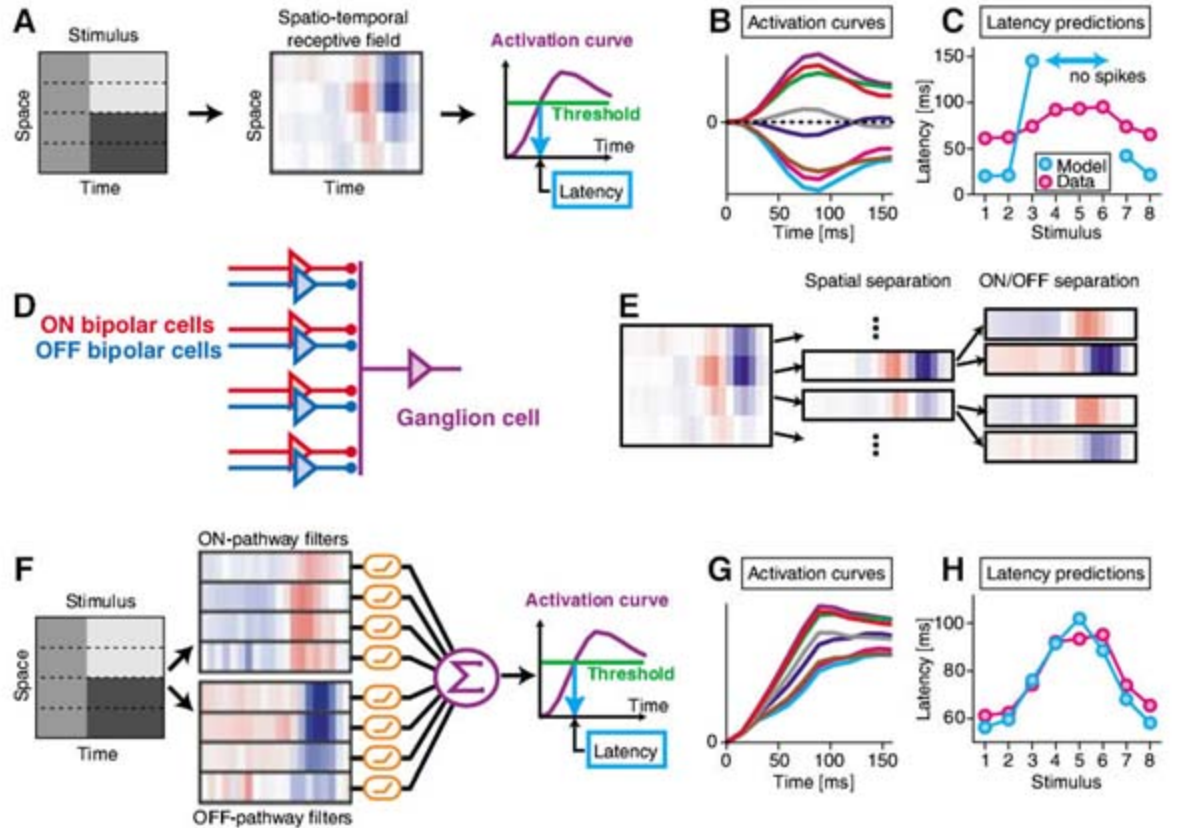 A
Stimulus
Space
Time
Spatio-temporal
receptive field
Space
Time
Activation curve
Threshold
Time
Latency
B
Activation curves
0
0 50 100 150
Time [ms]
C
Latency predictions
Latency [ms]
150
100
50
0
no spikes
Model
Data
1 2 3 4 5 6 7 8
Stimulus
D
ON bipolar cells
OFF bipolar cells
Ganglion cell
E
Spatial separation
ON/OFF separation
F
Stimulus
Space
Time
ON-pathway filters
OFF-pathway filters
Σ
Activation curve
Threshold
Time
Latency
G
Activation curves
0
0 50 100 150
Time [ms]
H
Latency predictions
Latency [ms]
100
80
60
1 2 3 4 5 6 7 8
Stimulus